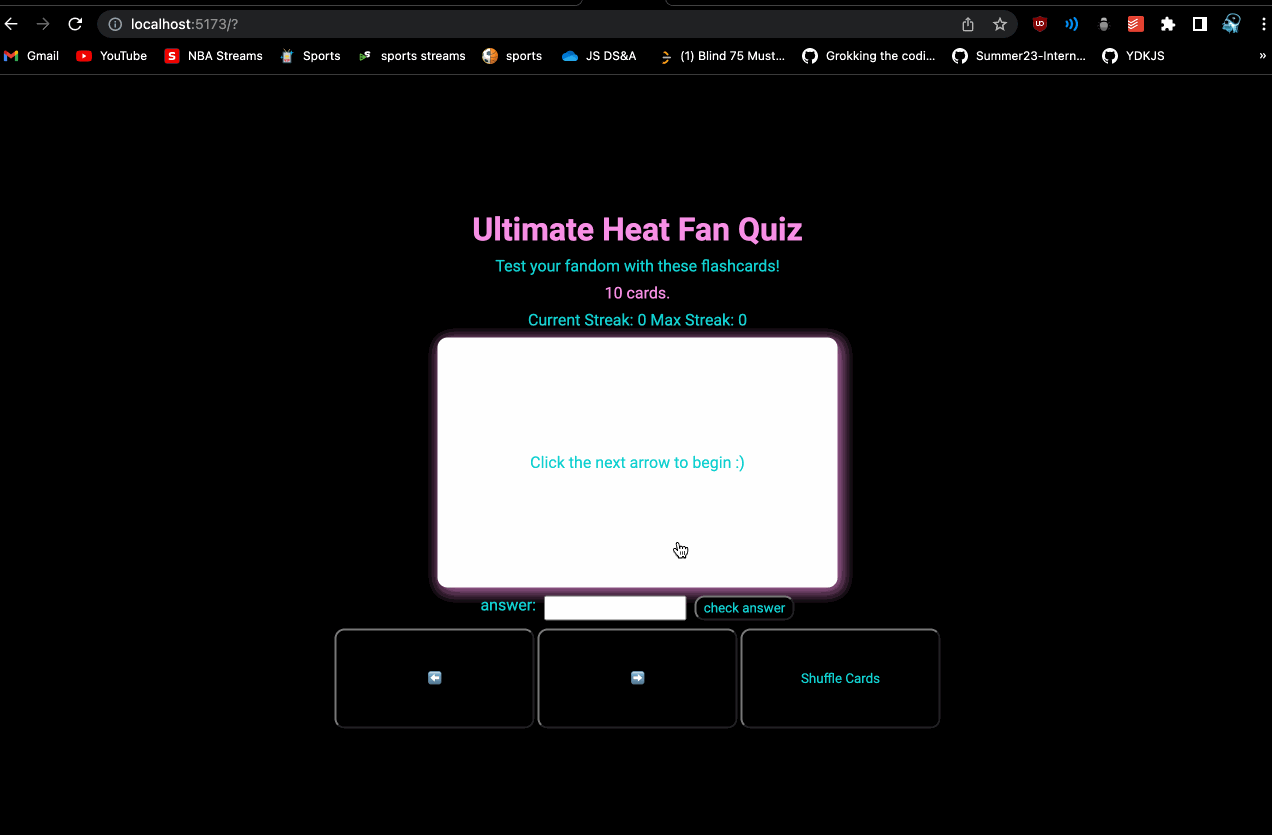 localhost:5173/?
Gmail YouTube NBA Streams Sports sports streams sports JS DS&A (1) Blind 75 Must... Grokking the codi... Summer23-Intern... YDKJS »
Ultimate Heat Fan Quiz
Test your fandom with these flashcards!
10 cards.
Current Streak: 0 Max Streak: 0
Click the next arrow to begin :)
answer: check answer
Shuffle Cards